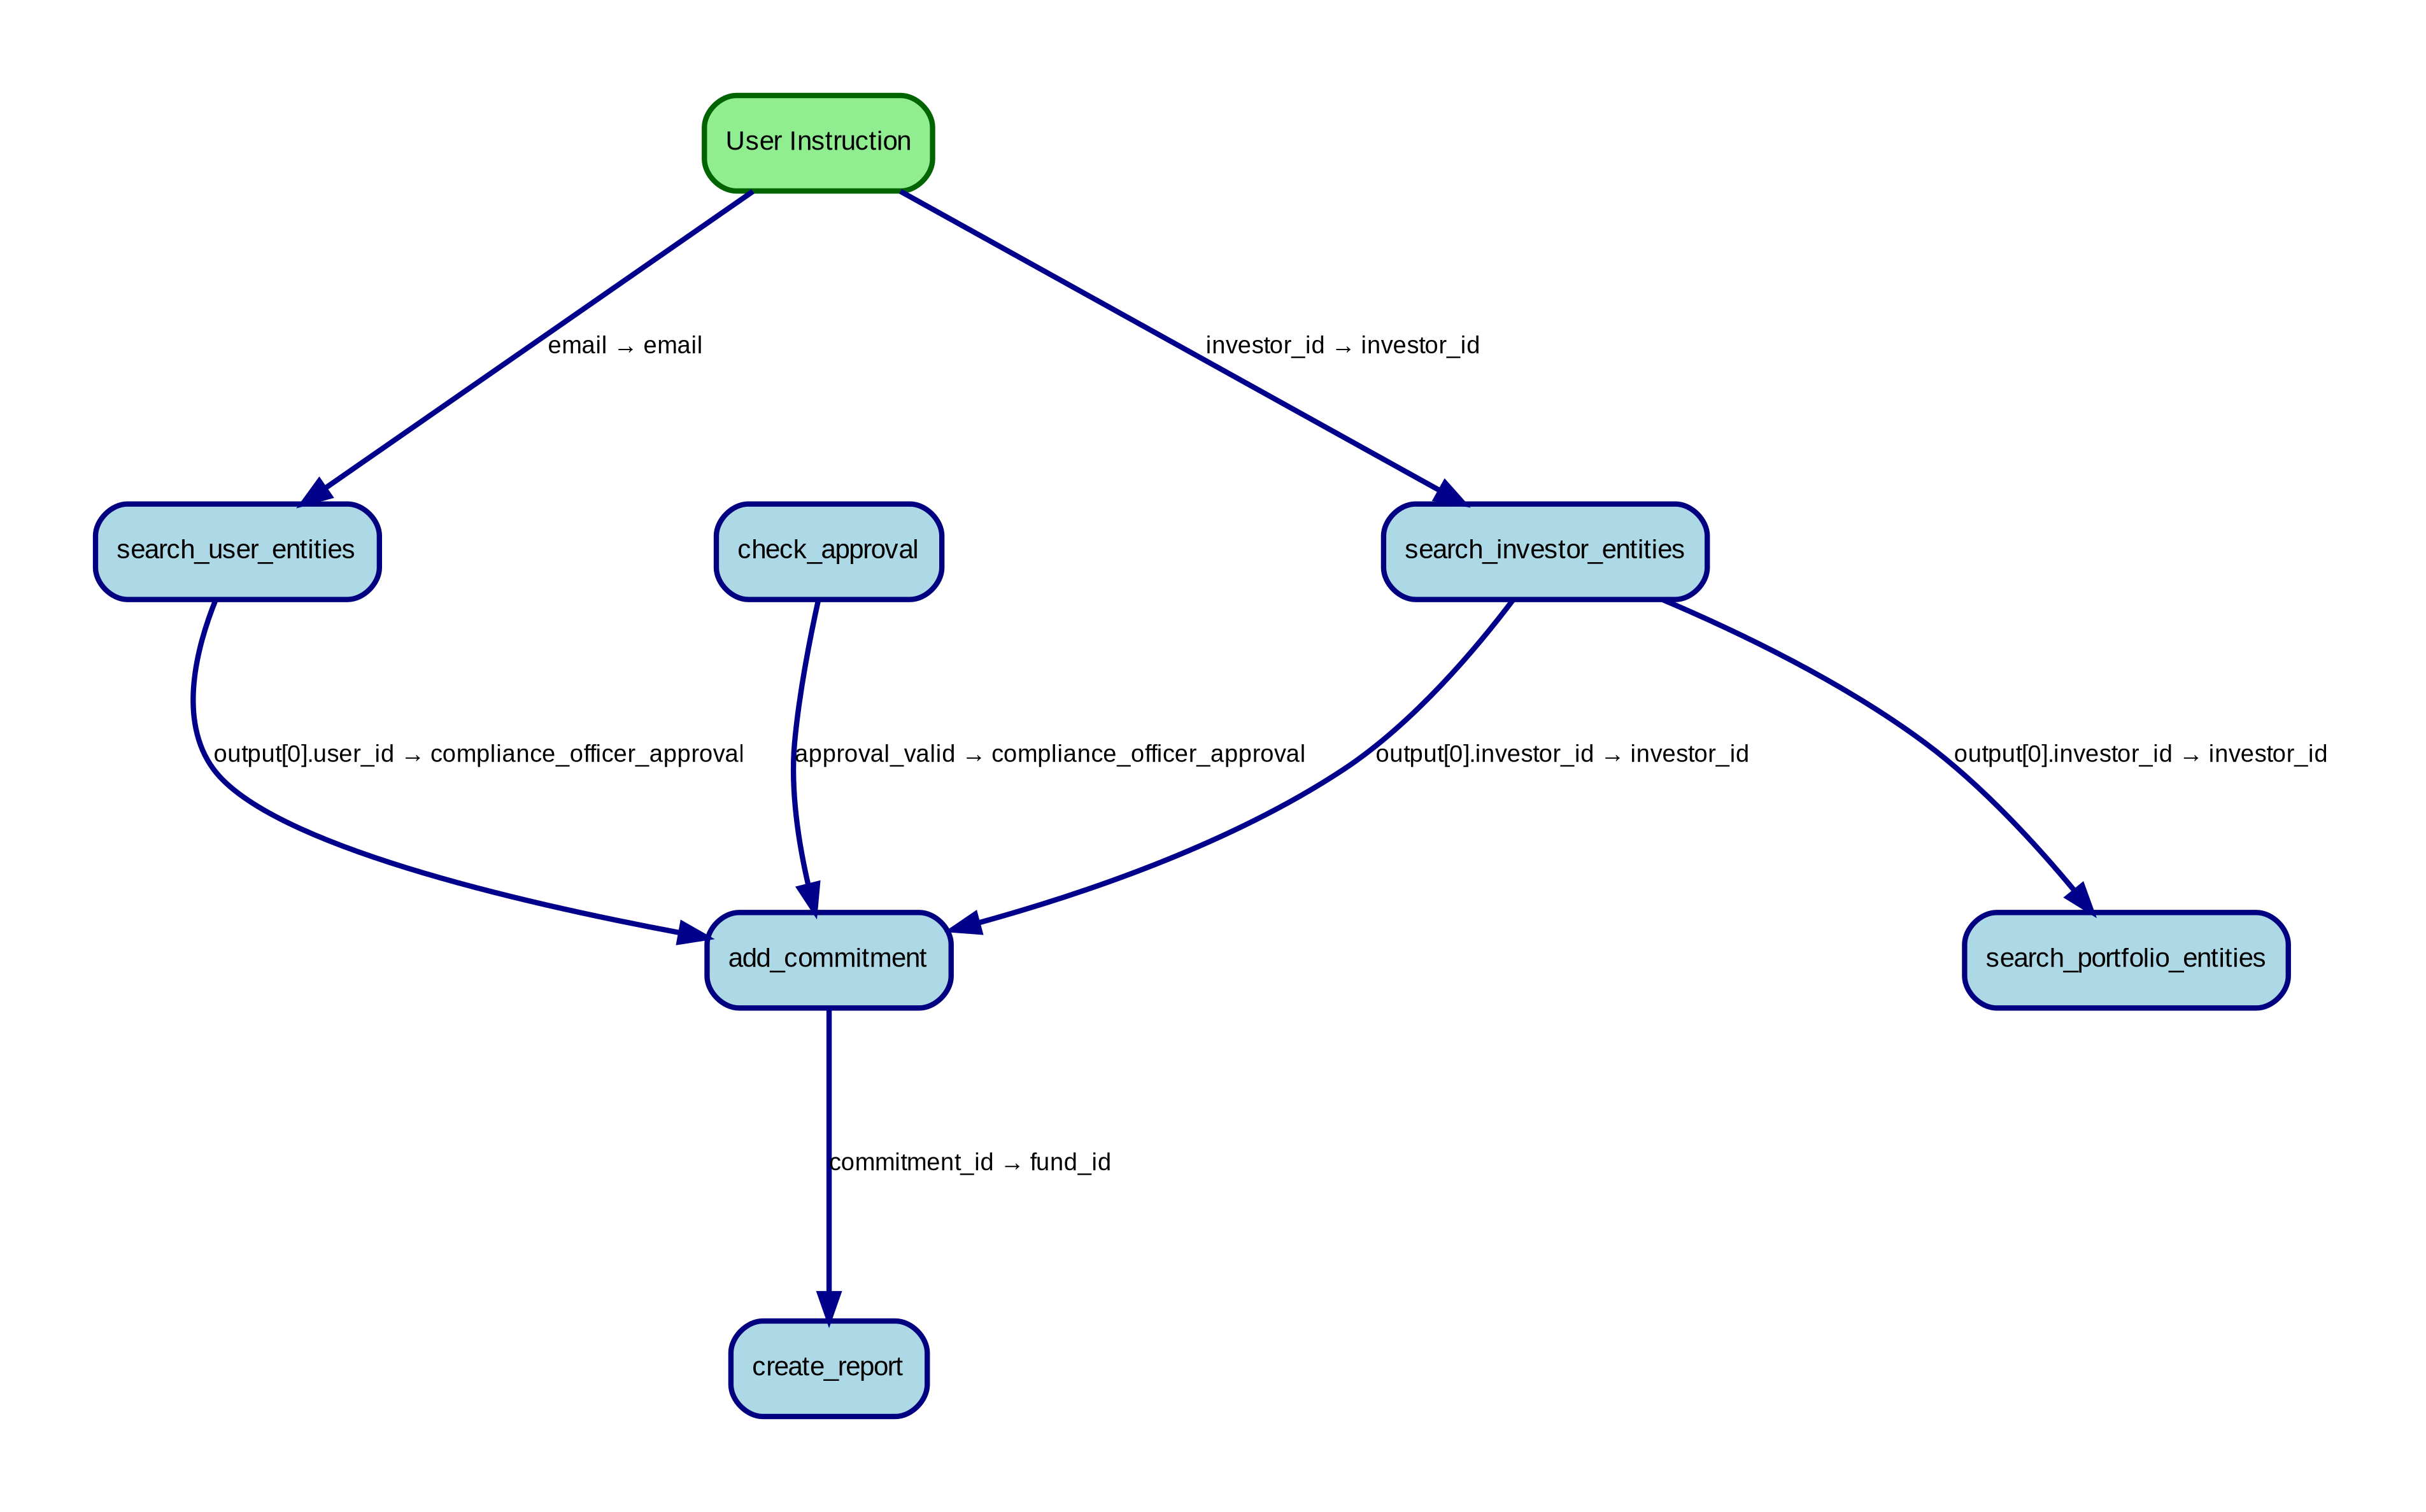 User Instruction
email → email
investor_id → investor_id
search_user_entities
check_approval
search_investor_entities
output[0].user_id → compliance_officer_approval
approval_valid → compliance_officer_approval
output[0].investor_id → investor_id
output[0].investor_id → investor_id
add_commitment
search_portfolio_entities
commitment_id → fund_id
create_report